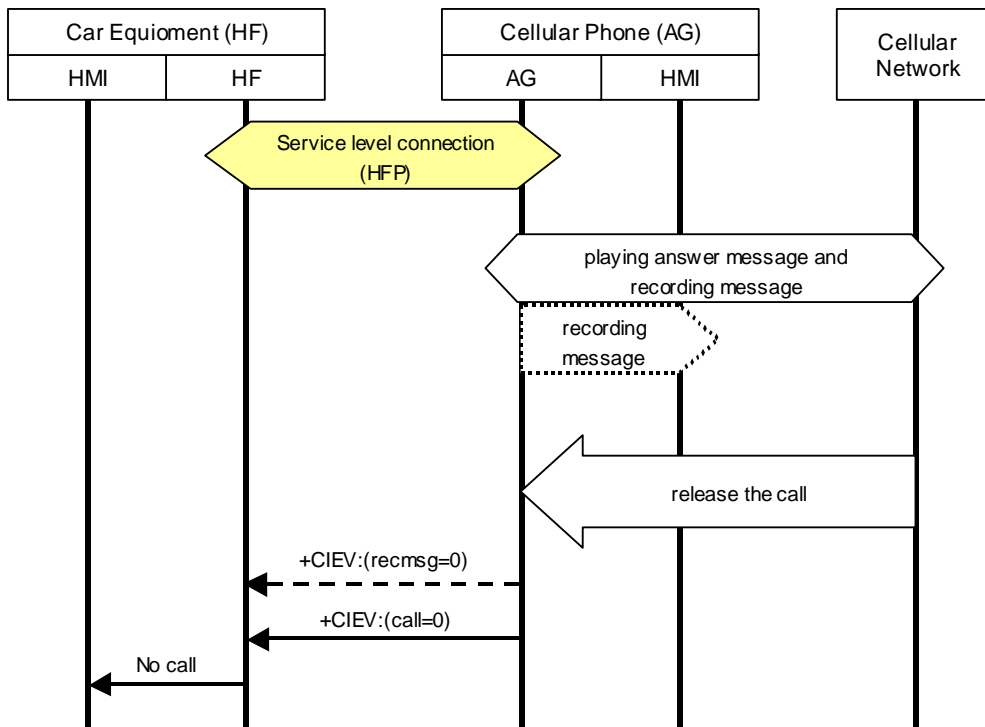 Car Equioment (HF)
Cellular Phone (AG)
Cellular
Network
HMI
HF
AG
HMI
Service level connection
(HFP)
playing answer message and
recording message
recording
message
release the call
+CIEV:(recmsg=0)
+CIEV:(call=0)
No call